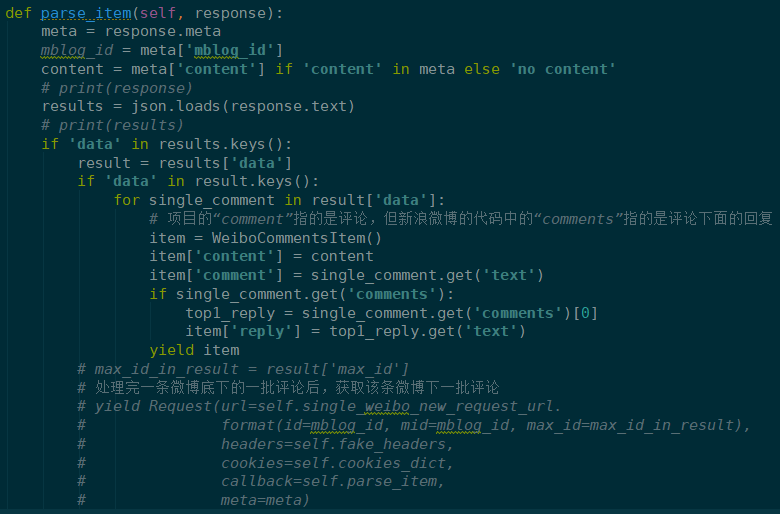 def parse_item(self, response):
    meta = response.meta
    mblog_id = meta['mblog_id']
    content = meta['content'] if 'content' in meta else 'no content'
    # print(response)
    results = json.loads(response.text)
    # print(results)
    if 'data' in results.keys():
        result = results['data']
        if 'data' in result.keys():
            for single_comment in result['data']:
                # 项目的“comment”指的是评论，但新浪微博的代码中的“comments”指的是评论下面的回复
                item = WeiboCommentsItem()
                item['content'] = content
                item['comment'] = single_comment.get('text')
                if single_comment.get('comments'):
                    top1_reply = single_comment.get('comments')[0]
                    item['reply'] = top1_reply.get('text')
                yield item
        # max_id_in_result = result['max_id']
        # 处理完一条微博底下的一批评论后，获取该条微博下一批评论
        # yield Request(url=self.single_weibo_new_request_url.
        #               format(id=mblog_id, mid=mblog_id, max_id=max_id_in_result),
        #               headers=self.fake_headers,
        #               cookies=self.cookies_dict,
        #               callback=self.parse_item,
        #               meta=meta)